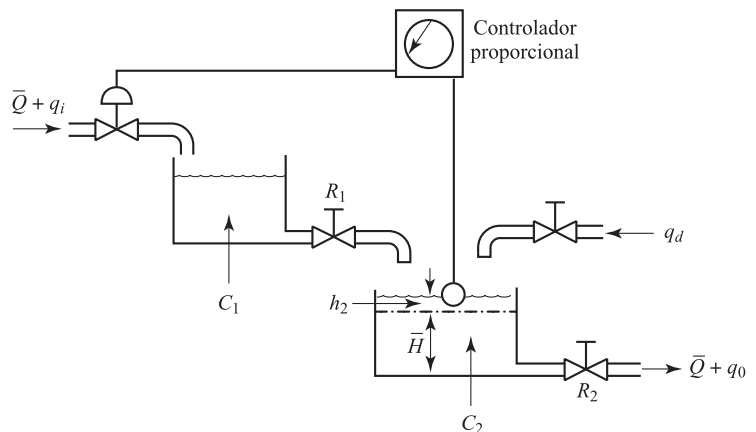 Controlador
proporcional
Q̅ + qᵢ
R₁
q_d
C₁
h₂
H̅
Q̅ + q₀
R₂
C₂